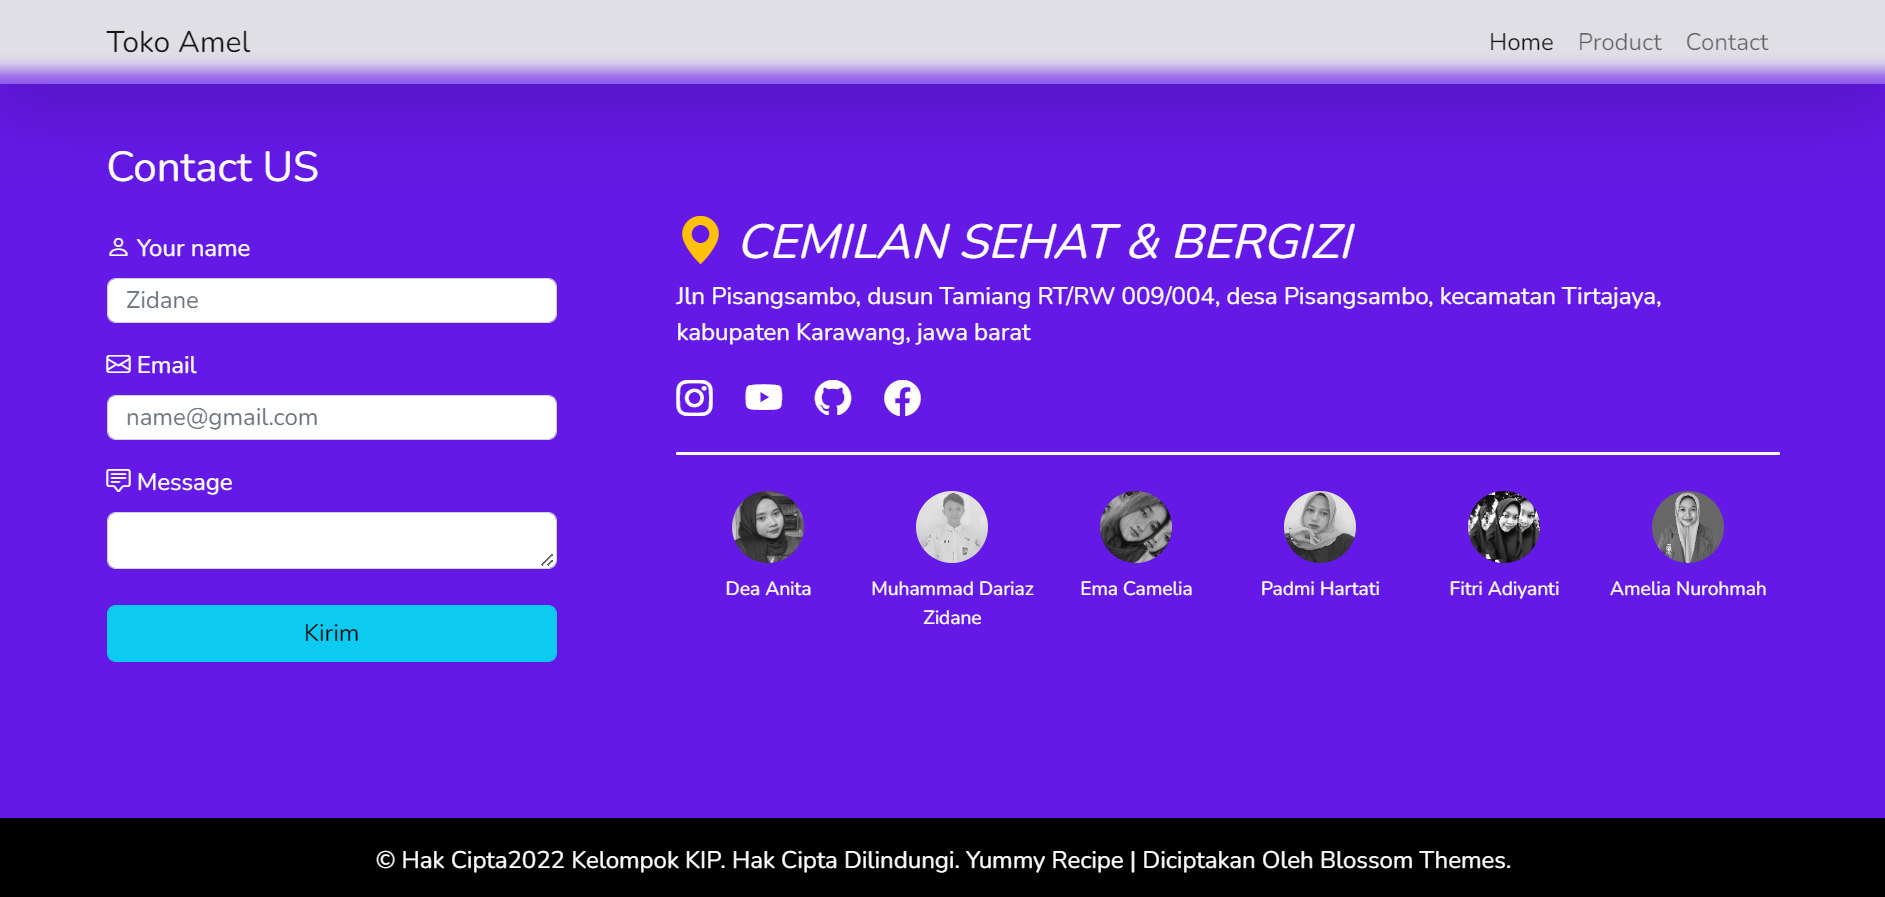 Toko Amel
Home Product Contact
Contact US
Your name
Zidane
Email
name@gmail.com
Message
Kirim
CEMILAN SEHAT & BERGIZI
Jln Pisangsambo, dusun Tamiang RT/RW 009/004, desa Pisangsambo, kecamatan Tirtajaya,
kabupaten Karawang, jawa barat
Dea Anita
Muhammad Dariaz
Zidane
Ema Camelia
Padmi Hartati
Fitri Adiyanti
Amelia Nurohmah
© Hak Cipta2022 Kelompok KIP. Hak Cipta Dilindungi. Yummy Recipe | Diciptakan Oleh Blossom Themes.